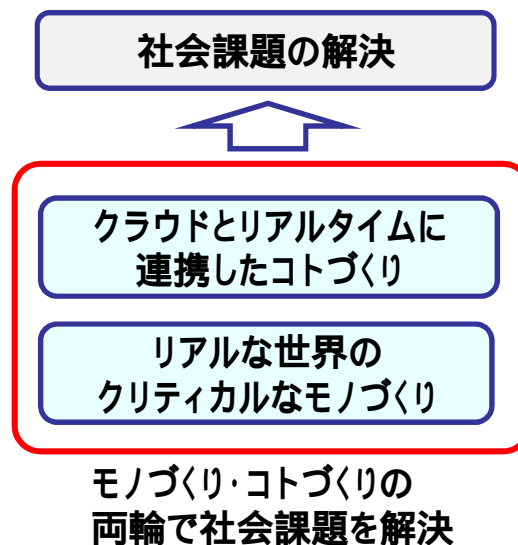 社会課題の解決
クラウドとリアルタイムに
連携したコトづくり
リアルな世界の
クリティカルなモノづくり
モノづくり・コトづくりの
両輪で社会課題を解決